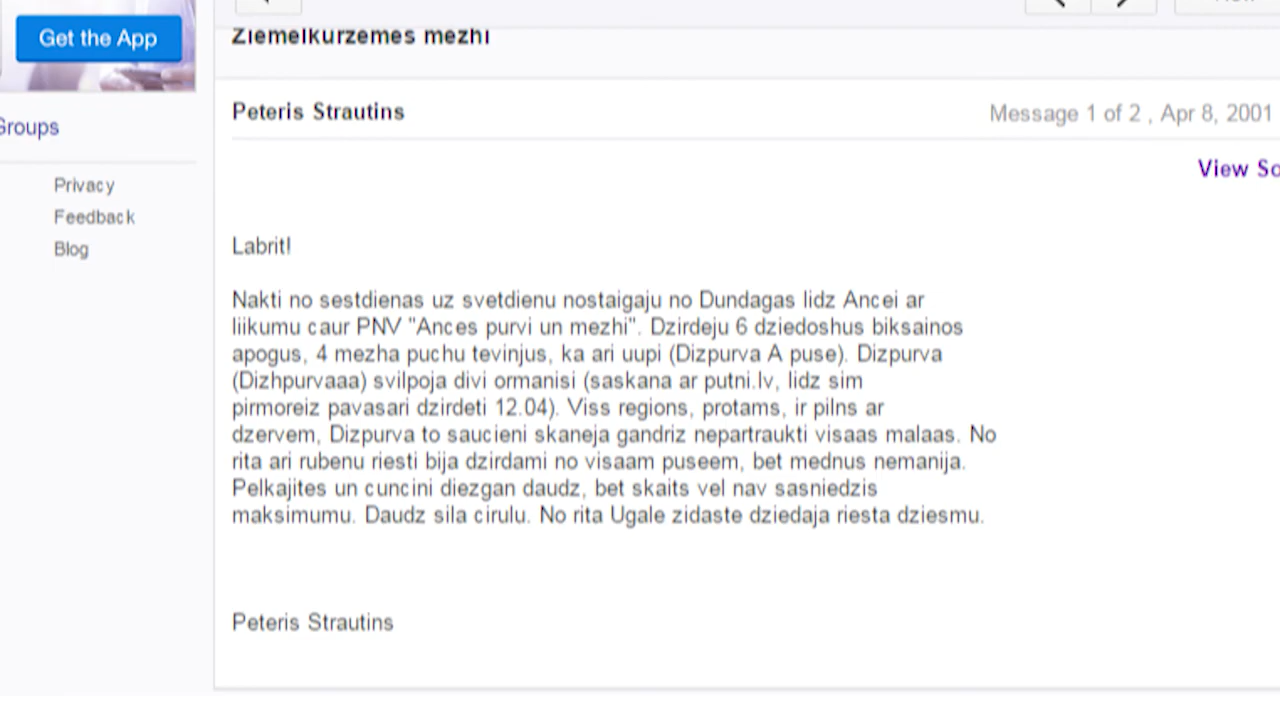 Get the App
Ziemelkurzemes mezhi
Peteris Strautins
Message 1 of 2 , Apr 8, 2001
Groups
View
Privacy
Feedback
Blog
Labrit!
Nakti no sestdienas uz svetdienu nostaigaju no Dundagas lidz Ancei ar
liikumu caur PNV "Ances purvi un mezhi". Dzirdeju 6 dziedoshus biksainos
apogus, 4 mezha puchu tevinjus, ka ari uupi (Dizpurva A puse). Dizpurva
(Dizhpurvaaa) svilpoja divi ormanisi (saskana ar putni.lv, lidz sim
pirmoreiz pavasari dzirdeti 12.04). Viss regions, protams, ir pilns ar
dzervem, Dizpurva to saucieni skaneja gandriz nepartraukti visaas malaas. No
rita ari rubenu riesti bija dzirdami no visaam puseem, bet mednus nemanija.
Pelkajites un cuncini diezgan daudz, bet skaits vel nav sasniedzis
maksimumu. Daudz sila cirulu. No rita Ugale zidaste dziedaja riesta dziesmu.
Peteris Strautins